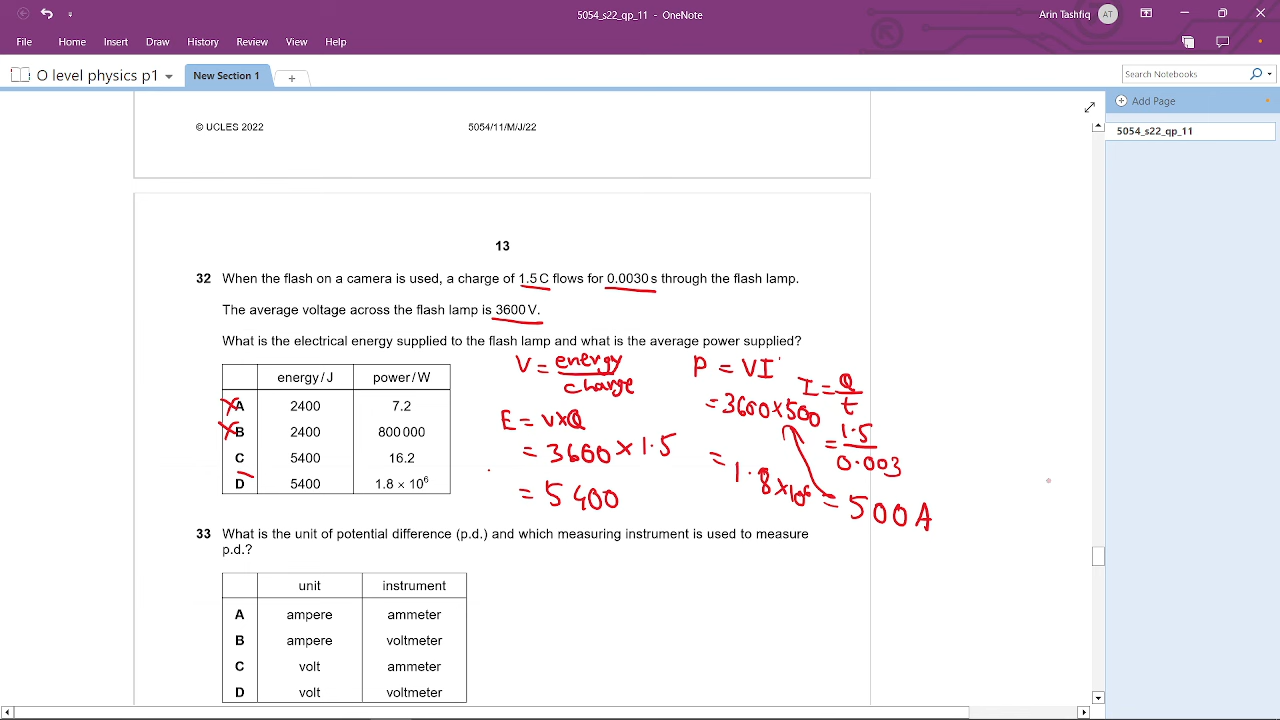 5054_s22_qp_11 - OneNote
Arin Tashfiq AT
File Home Insert Draw History Review View Help
O level physics p1 New Section 1 +
Search Notebooks
Add Page
5054_s22_qp_11
© UCLES 2022 5054/11/M/J/22
13
32 When the flash on a camera is used, a charge of 1.5 C flows for 0.0030 s through the flash lamp.
The average voltage across the flash lamp is 3600 V.
What is the electrical energy supplied to the flash lamp and what is the average power supplied?
energy / J power / W
A 2400 7.2
B 2400 800 000
C 5400 16.2
D 5400 1.8 × 10⁶
V = energy / charge
E = V×Q
= 3600 × 1.5
= 5400
P = VI
= 3600×500
= 1.8×10⁶
I = Q / t
= 1.5 / 0.003
= 500A
33 What is the unit of potential difference (p.d.) and which measuring instrument is used to measure
p.d.?
unit instrument
A ampere ammeter
B ampere voltmeter
C volt ammeter
D volt voltmeter